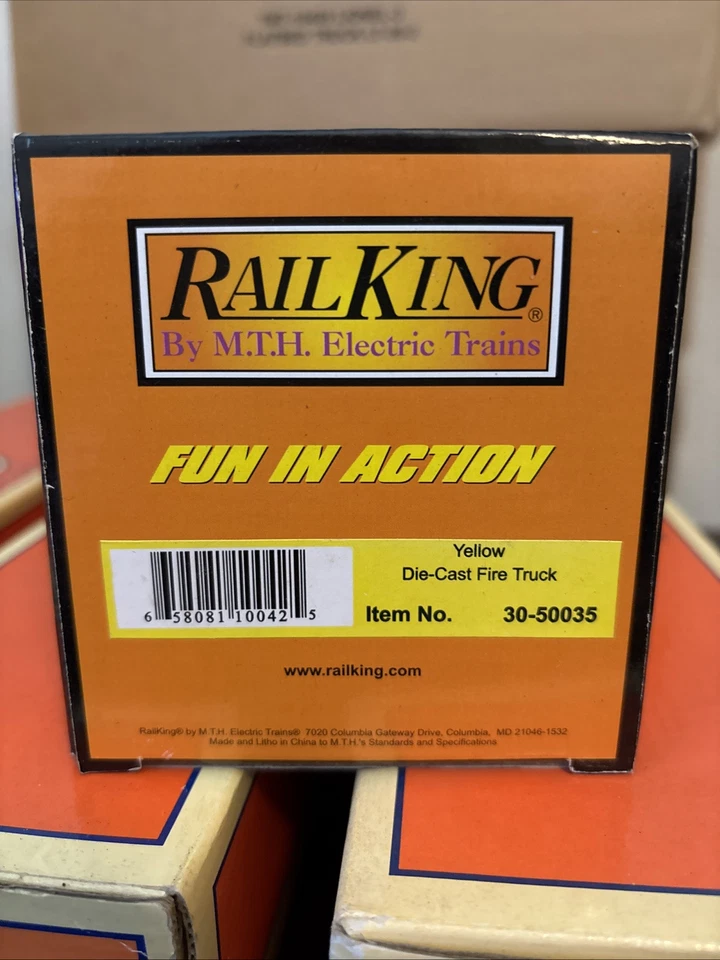 RAILKING®
By M.T.H. Electric Trains
FUN IN ACTION
Yellow
Die-Cast Fire Truck
6 58081 10042 5
Item No. 30-50035
www.railking.com
RailKing® by M.T.H. Electric Trains® 7020 Columbia Gateway Drive, Columbia, MD 21046-1532
Made and Litho in China to M.T.H.'s Standards and Specifications